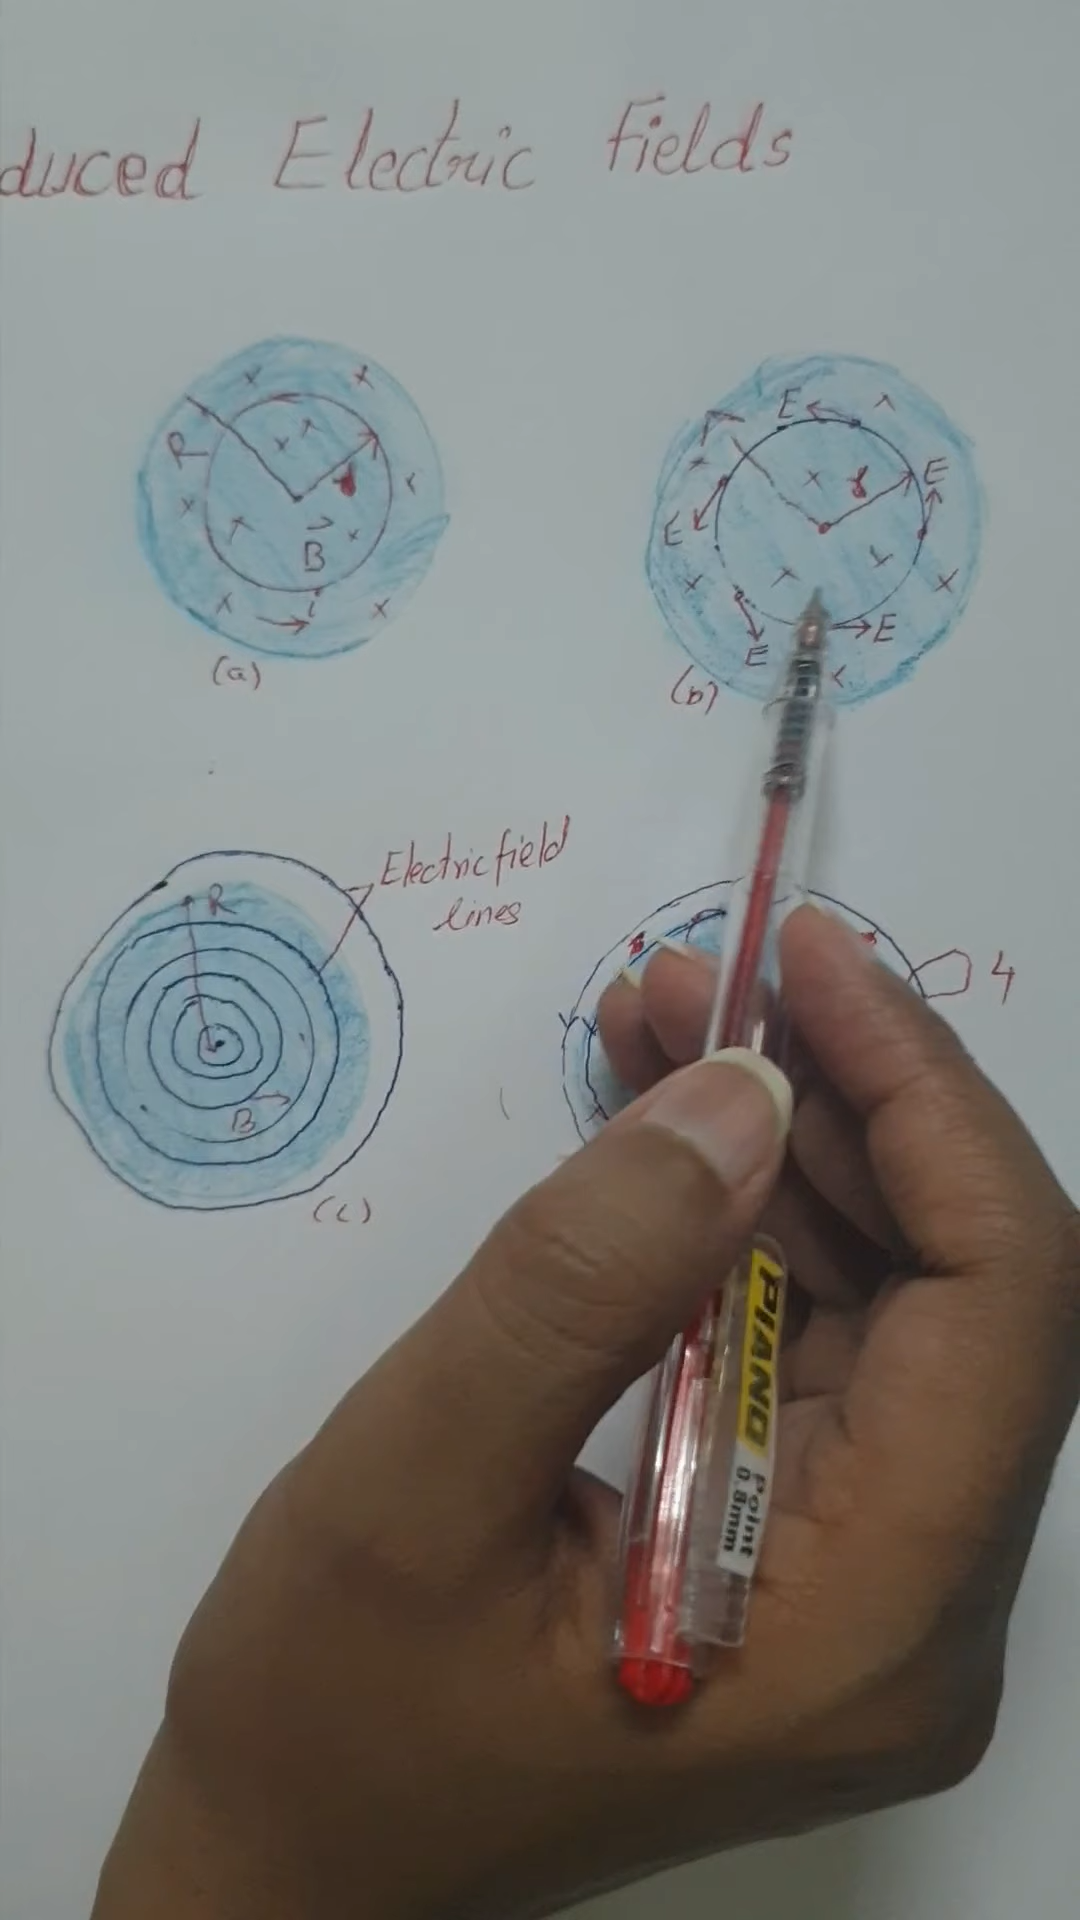 duced Electric Fields
R
B
i
(a)
E
E
r
E
E
E
(b)
Electric field
lines
R
B
(c)
4
PIANO
Point
0.8mm